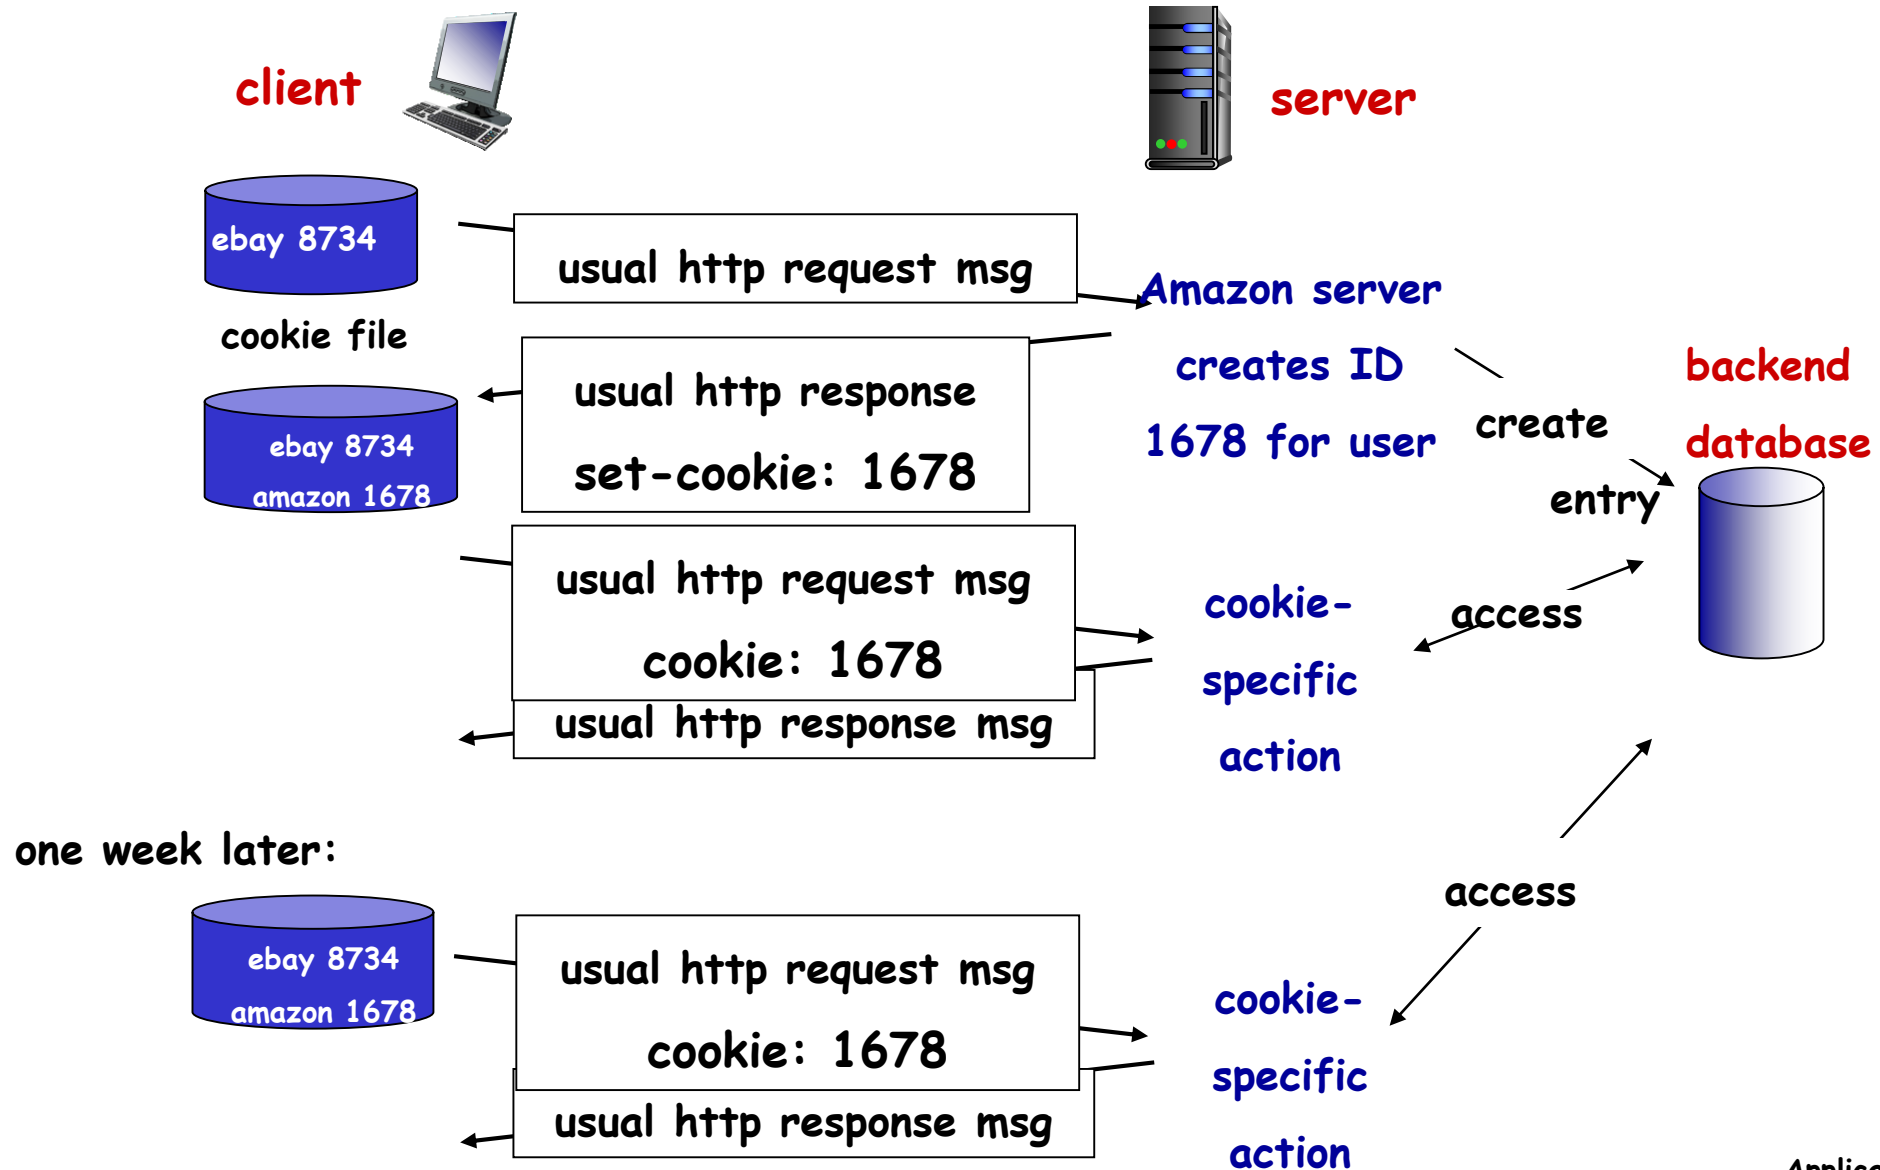 client
server
ebay 8734
usual http request msg
cookie file
Amazon server
creates ID
1678 for user
usual http response
set-cookie: 1678
ebay 8734
amazon 1678
create
entry
backend
database
usual http request msg
cookie: 1678
cookie-
specific
action
access
usual http response msg
one week later:
access
ebay 8734
amazon 1678
usual http request msg
cookie: 1678
cookie-
specific
action
usual http response msg